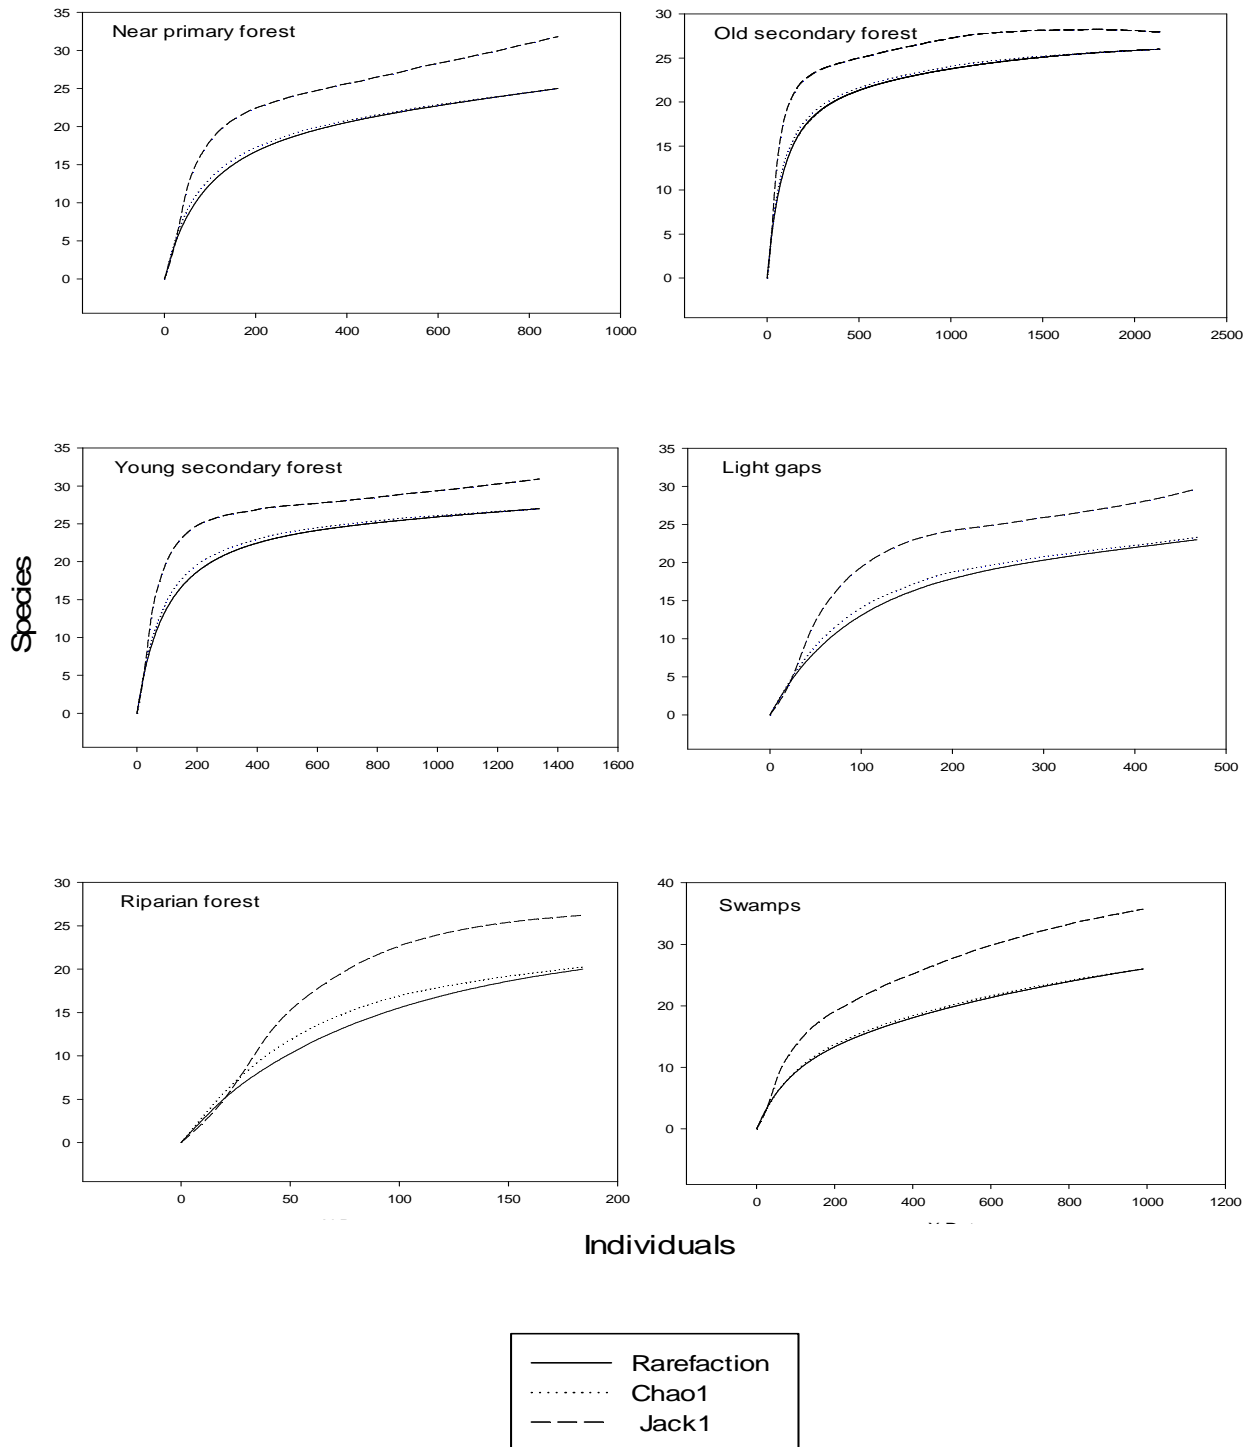 Near primary forest
35
30
25
20
15
10
5
0
0 200 400 600 800 1000
Old secondary forest
30
25
20
15
10
5
0
0 500 1000 1500 2000 2500
Species
Young secondary forest
35
30
25
20
15
10
5
0
0 200 400 600 800 1000 1200 1400 1600
Light gaps
35
30
25
20
15
10
5
0
0 100 200 300 400 500
Riparian forest
30
25
20
15
10
5
0
0 50 100 150 200
Swamps
40
30
20
10
0
0 200 400 600 800 1000 1200
Individuals
Rarefaction
Chao1
Jack1